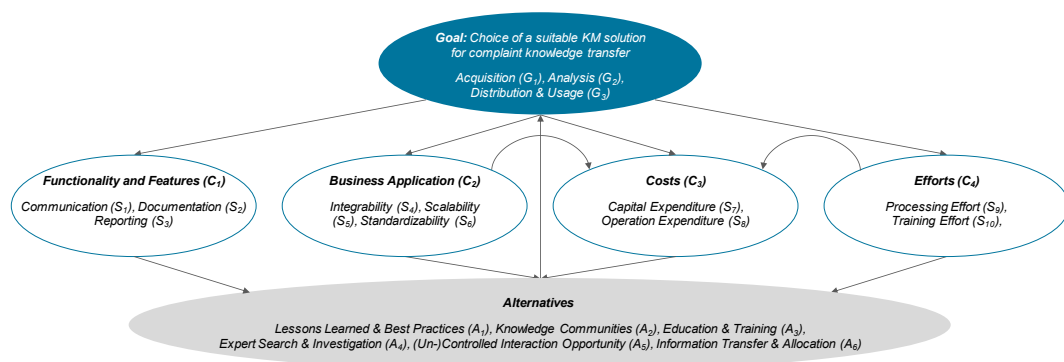 Goal: Choice of a suitable KM solution
for complaint knowledge transfer
Acquisition (G1), Analysis (G2),
Distribution & Usage (G3)
Functionality and Features (C1)
Communication (S1), Documentation (S2)
Reporting (S3)
Business Application (C2)
Integrability (S4), Scalability
(S5), Standardizability (S6)
Costs (C3)
Capital Expenditure (S7),
Operation Expenditure (S8)
Efforts (C4)
Processing Effort (S9),
Training Effort (S10),
Alternatives
Lessons Learned & Best Practices (A1), Knowledge Communities (A2), Education & Training (A3),
Expert Search & Investigation (A4), (Un-)Controlled Interaction Opportunity (A5), Information Transfer & Allocation (A6)